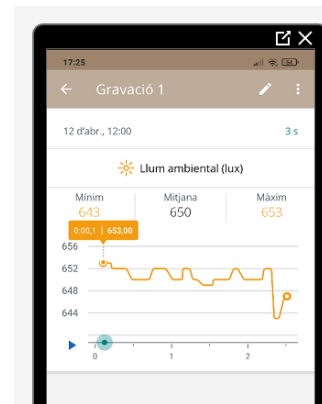 17:25
Gravació 1
12 d'abr., 12:00 3 s
Llum ambiental (lux)
Mínim Mitjana Màxim
643 650 653
0:00,1 | 653,00
656
652
648
644
0 1 2